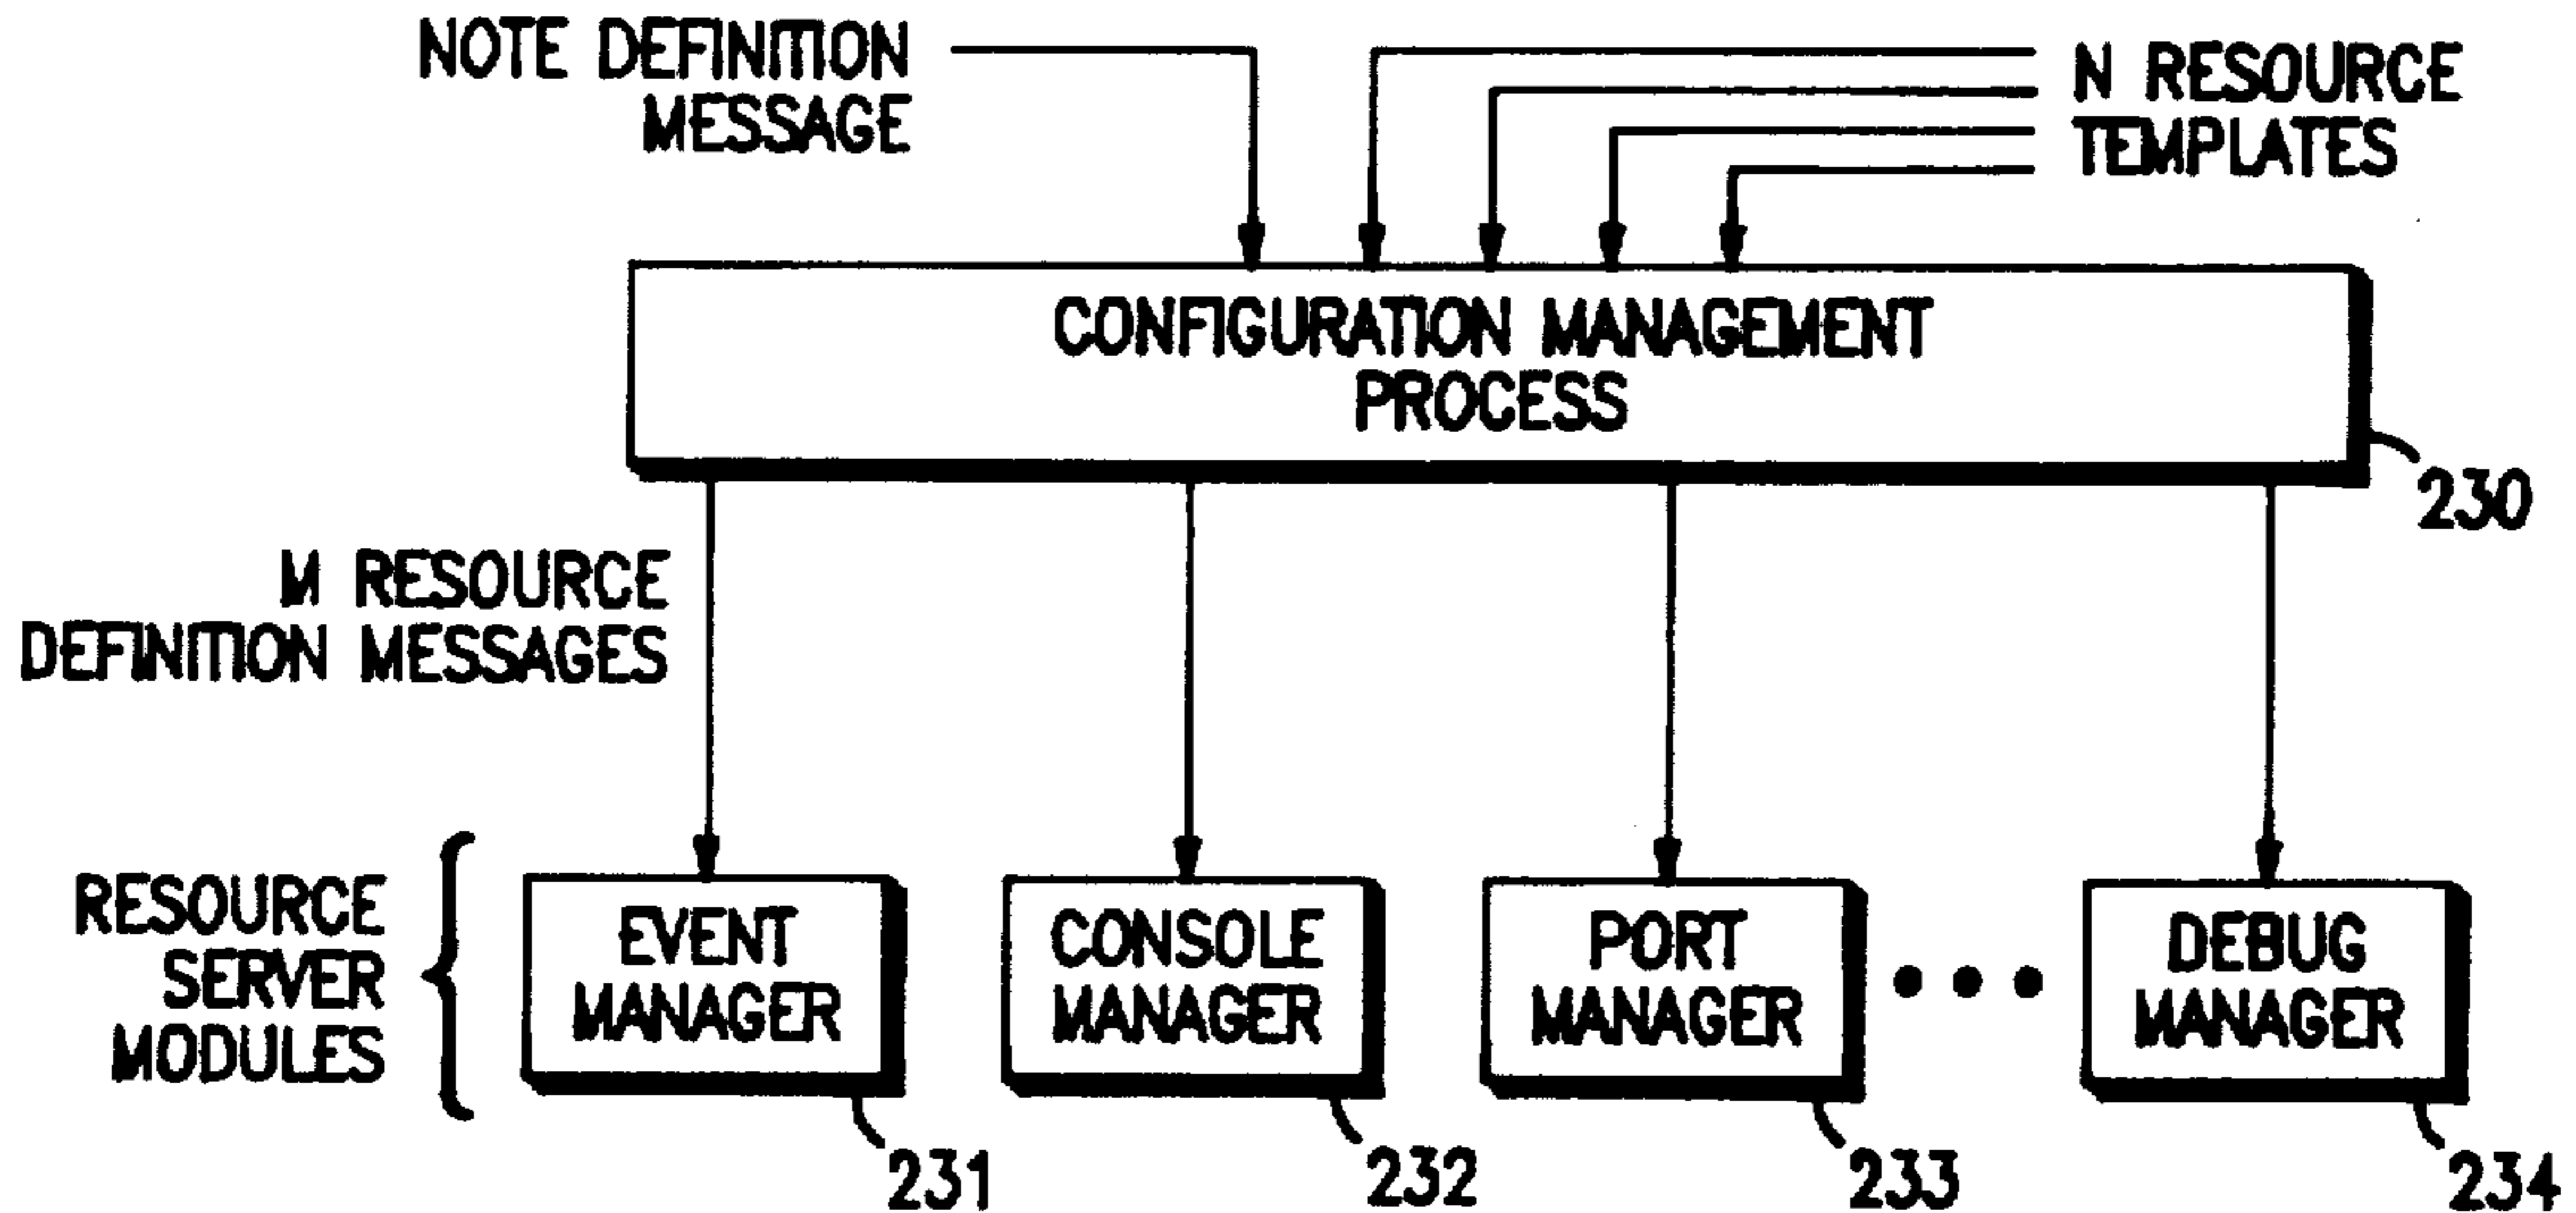 NOTE DEFINITION
MESSAGE
N RESOURCE
TEMPLATES
CONFIGURATION MANAGEMENT
PROCESS
230
M RESOURCE
DEFINITION MESSAGES
RESOURCE
SERVER
MODULES
EVENT
MANAGER
CONSOLE
MANAGER
PORT
MANAGER
DEBUG
MANAGER
231
232
233
234